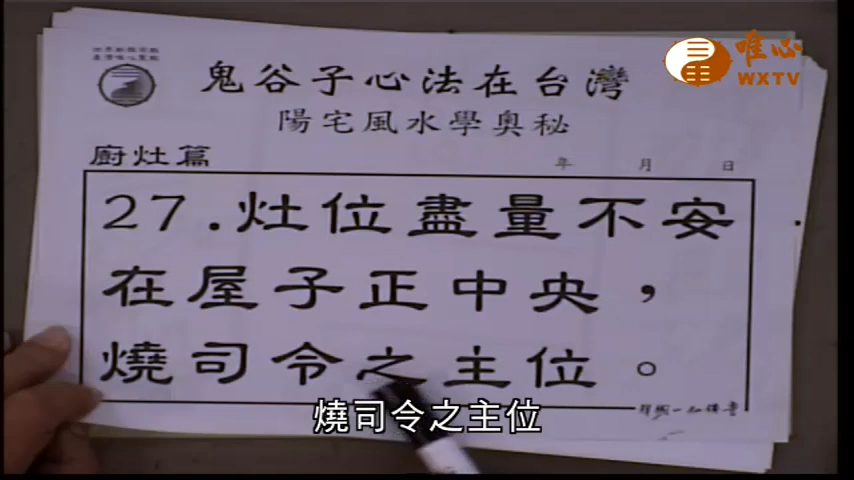 唯心
WXTV
鬼谷子心法在台灣
陽宅風水學奧秘
廚灶篇
年 月 日
27.灶位盡量不安
在屋子正中央，
燒司令之主位。
燒司令之主位